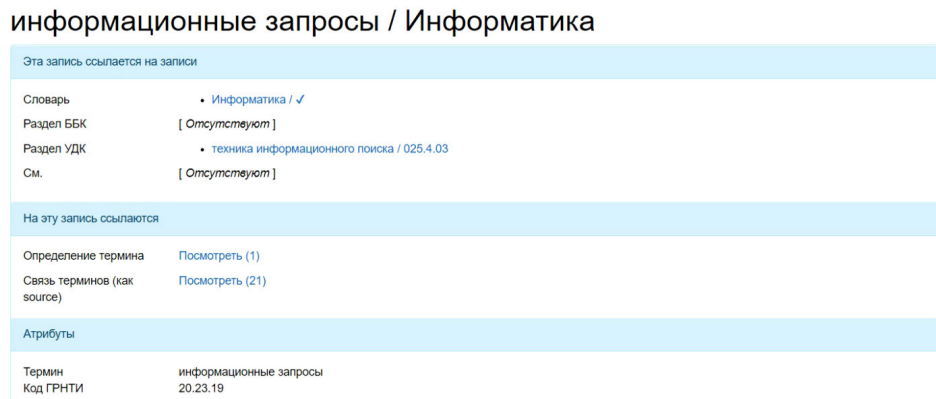 информационные запросы / Информатика
Эта запись ссылается на записи
Словарь • Информатика / ✓
Раздел ББК [ Отсутствуют ]
Раздел УДК • техника информационного поиска / 025.4.03
См. [ Отсутствуют ]
На эту запись ссылаются
Определение термина Посмотреть (1)
Связь терминов (как Посмотреть (21)
source)
Атрибуты
Термин информационные запросы
Код ГРНТИ 20.23.19